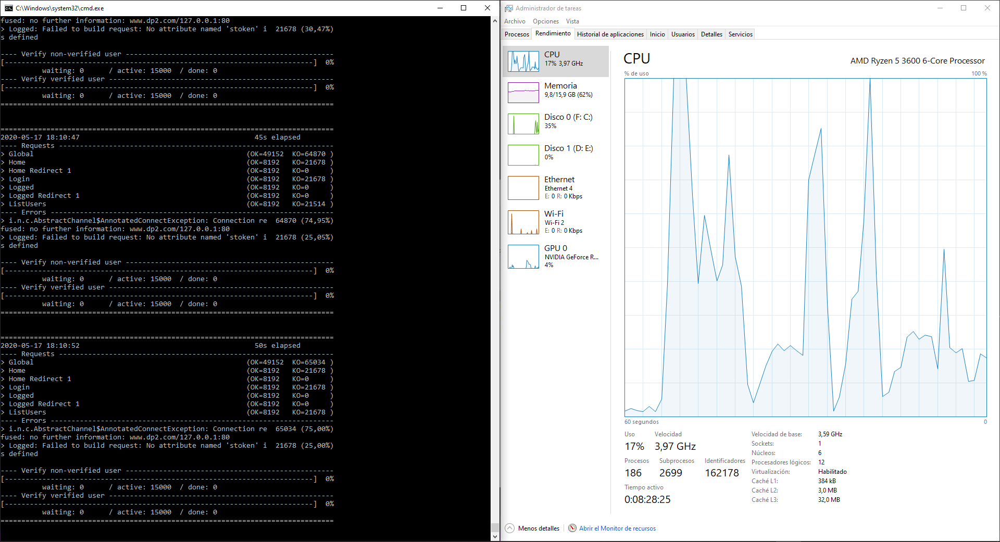 C:\Windows\system32\cmd.exe
fused: no further information: www.dp2.com/127.0.0.1:80
> Logged: Failed to build request: No attribute named 'stoken' i  21678 (30,47%)
s defined

---- Verify non-verified user --------------------------------------------------
[--------------------------------------------------------------------------]  0%
          waiting: 0      / active: 15000  / done: 0
---- Verify verified user ------------------------------------------------------
[--------------------------------------------------------------------------]  0%
          waiting: 0      / active: 15000  / done: 0
================================================================================

================================================================================
2020-05-17 18:10:47                                          45s elapsed
---- Requests ------------------------------------------------------------------
> Global                                                   (OK=49152  KO=64870 )
> Home                                                     (OK=8192   KO=21678 )
> Home Redirect 1                                          (OK=8192   KO=0     )
> Login                                                    (OK=8192   KO=21678 )
> Logged                                                   (OK=8192   KO=0     )
> Logged Redirect 1                                        (OK=8192   KO=0     )
> ListUsers                                                (OK=8192   KO=21514 )
---- Errors --------------------------------------------------------------------
> i.n.c.AbstractChannel$AnnotatedConnectException: Connection re  64870 (74,95%)
fused: no further information: www.dp2.com/127.0.0.1:80
> Logged: Failed to build request: No attribute named 'stoken' i  21678 (25,05%)
s defined

---- Verify non-verified user --------------------------------------------------
[--------------------------------------------------------------------------]  0%
          waiting: 0      / active: 15000  / done: 0
---- Verify verified user ------------------------------------------------------
[--------------------------------------------------------------------------]  0%
          waiting: 0      / active: 15000  / done: 0
================================================================================

================================================================================
2020-05-17 18:10:52                                          50s elapsed
---- Requests ------------------------------------------------------------------
> Global                                                   (OK=49152  KO=65034 )
> Home                                                     (OK=8192   KO=21678 )
> Home Redirect 1                                          (OK=8192   KO=0     )
> Login                                                    (OK=8192   KO=21678 )
> Logged                                                   (OK=8192   KO=0     )
> Logged Redirect 1                                        (OK=8192   KO=0     )
> ListUsers                                                (OK=8192   KO=21678 )
---- Errors --------------------------------------------------------------------
> i.n.c.AbstractChannel$AnnotatedConnectException: Connection re  65034 (75,00%)
fused: no further information: www.dp2.com/127.0.0.1:80
> Logged: Failed to build request: No attribute named 'stoken' i  21678 (25,00%)
s defined

---- Verify non-verified user --------------------------------------------------
[--------------------------------------------------------------------------]  0%
          waiting: 0      / active: 15000  / done: 0
---- Verify verified user ------------------------------------------------------
[--------------------------------------------------------------------------]  0%
          waiting: 0      / active: 15000  / done: 0
================================================================================
Administrador de tareas
Archivo Opciones Vista
Procesos Rendimiento Historial de aplicaciones Inicio Usuarios Detalles Servicios
CPU
17% 3,97 GHz
Memoria
9,8/15,9 GB (62%)
Disco 0 (F: C:)
35%
Disco 1 (D: E:)
0%
Ethernet
Ethernet 4
E: 0 R: 0 Kbps
Wi-Fi
Wi-Fi 2
E: 0 R: 0 Kbps
GPU 0
NVIDIA GeForce R...
4%
CPU
AMD Ryzen 5 3600 6-Core Processor
% de uso 100 %
60 segundos 0
Uso Velocidad
17% 3,97 GHz
Procesos Subprocesos Identificadores
186 2699 162178
Tiempo activo
0:08:28:25
Velocidad de base: 3,59 GHz
Sockets: 1
Núcleos: 6
Procesadores lógicos: 12
Virtualización: Habilitado
Caché L1: 384 kB
Caché L2: 3,0 MB
Caché L3: 32,0 MB
Menos detalles Abrir el Monitor de recursos